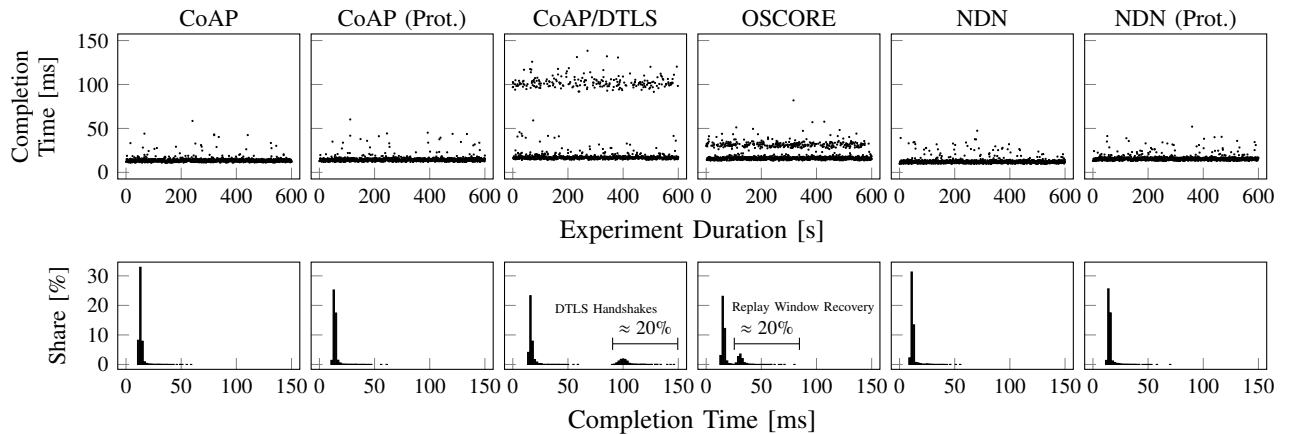 CoAP CoAP (Prot.) CoAP/DTLS OSCORE NDN NDN (Prot.)
Completion
Time [ms]
150
100
50
0
0 200 400 600 0 200 400 600 0 200 400 600 0 200 400 600 0 200 400 600 0 200 400 600
Experiment Duration [s]
Share [%]
30
20
10
0
DTLS Handshakes
≈ 20%
Replay Window Recovery
≈ 20%
0 50 100 150 0 50 100 150 0 50 100 150 0 50 100 150 0 50 100 150 0 50 100 150
Completion Time [ms]